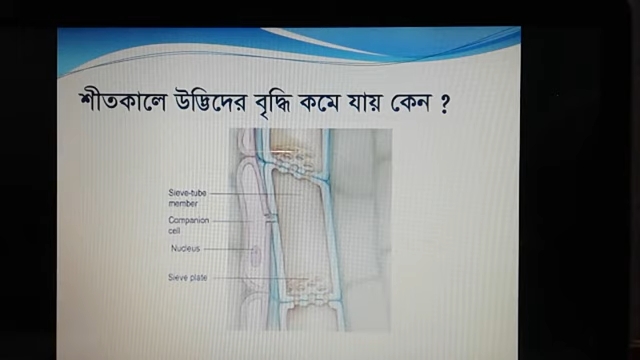 শীতকালে উদ্ভিদের বৃদ্ধি কমে যায় কেন ?
Sieve-tube
member
Companion
cell
Nucleus
Sieve plate